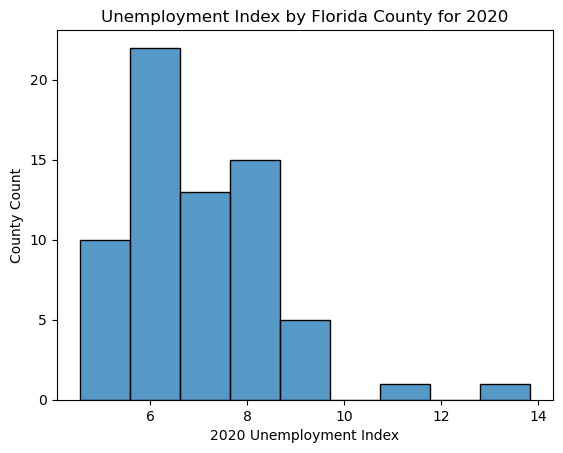 Unemployment Index by Florida County for 2020
20
15
10
5
0
County Count
6 8 10 12 14
2020 Unemployment Index